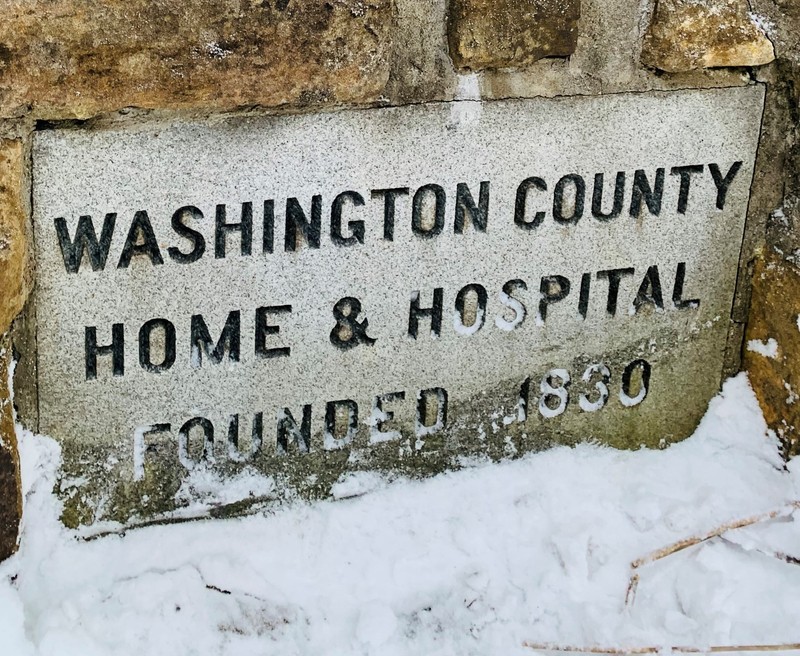 WASHINGTON COUNTY
HOME & HOSPITAL
FOUNDED 1830